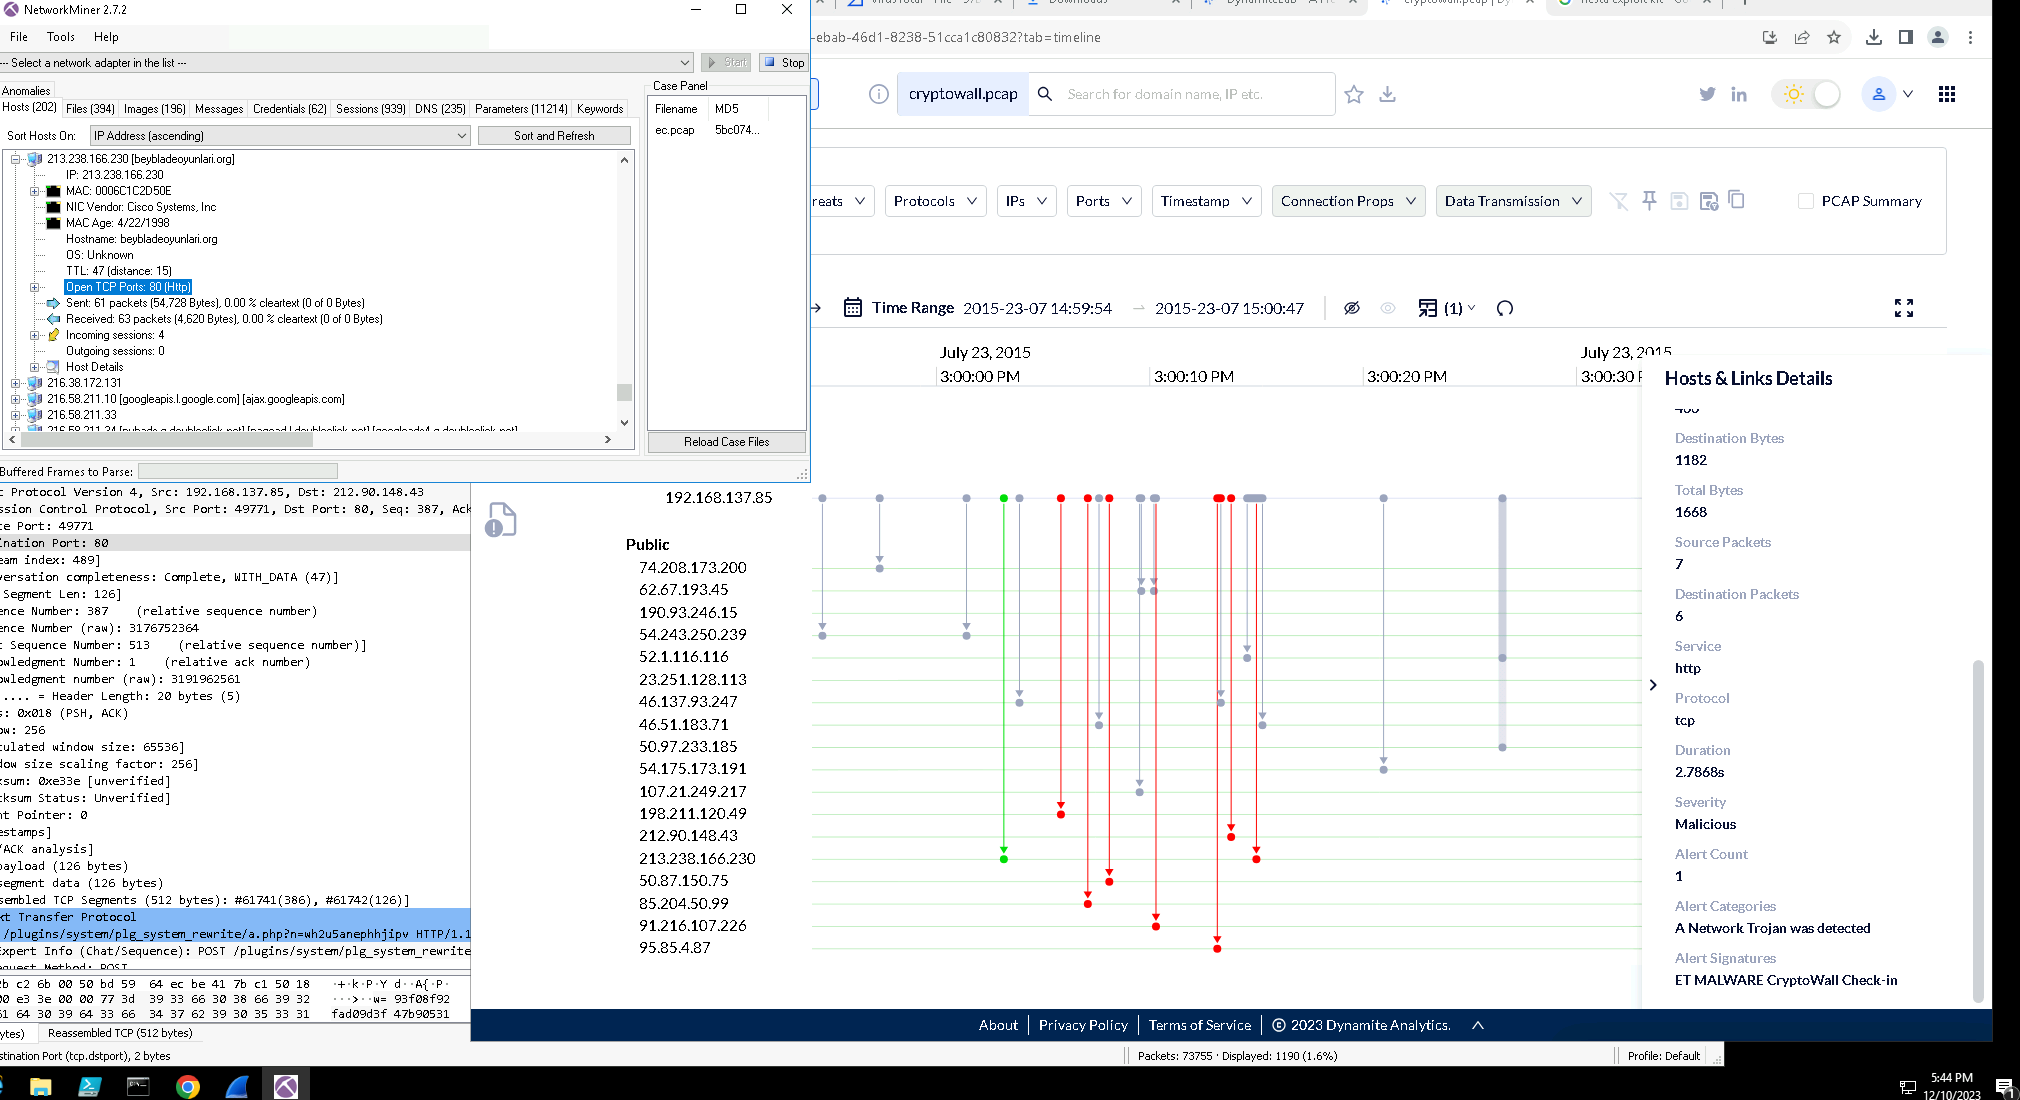 NetworkMiner 2.7.2
File Tools Help
--- Select a network adapter in the list ---
Start
Stop
Anomalies
Hosts (202) Files (394) Images (196) Messages Credentials (62) Sessions (939) DNS (235) Parameters (11214) Keywords
Sort Hosts On: IP Address (ascending) Sort and Refresh
213.238.166.230 [beybladeoyunlari.org]
IP: 213.238.166.230
MAC: 0006C1C2D50E
NIC Vendor: Cisco Systems, Inc
MAC Age: 4/22/1998
Hostname: beybladeoyunlari.org
OS: Unknown
TTL: 47 (distance: 15)
Open TCP Ports: 80 (Http)
Sent: 61 packets (54,728 Bytes), 0.00 % cleartext (0 of 0 Bytes)
Received: 63 packets (4,620 Bytes), 0.00 % cleartext (0 of 0 Bytes)
Incoming sessions: 4
Outgoing sessions: 0
Host Details
216.38.172.131
216.58.211.10 [googleapis.l.google.com] [ajax.googleapis.com]
216.58.211.33
Case Panel
Filename MD5
ec.pcap 5bc074...
Reload Case Files
Buffered Frames to Parse:
-ebab-46d1-8238-51cca1c80832?tab=timeline
cryptowall.pcap
Search for domain name, IP etc.
reats Protocols IPs Ports Timestamp Connection Props Data Transmission PCAP Summary
Time Range 2015-23-07 14:59:54 → 2015-23-07 15:00:47 (1)
July 23, 2015 July 23, 2015
3:00:00 PM 3:00:10 PM 3:00:20 PM 3:00:30 P
192.168.137.85
Public
74.208.173.200
62.67.193.45
190.93.246.15
54.243.250.239
52.1.116.116
23.251.128.113
46.137.93.247
46.51.183.71
50.97.233.185
54.175.173.191
107.21.249.217
198.211.120.49
212.90.148.43
213.238.166.230
50.87.150.75
85.204.50.99
91.216.107.226
95.85.4.87
Hosts & Links Details
Destination Bytes
1182
Total Bytes
1668
Source Packets
7
Destination Packets
6
Service
http
Protocol
tcp
Duration
2.7868s
Severity
Malicious
Alert Count
1
Alert Categories
A Network Trojan was detected
Alert Signatures
ET MALWARE CryptoWall Check-in
t Protocol Version 4, Src: 192.168.137.85, Dst: 212.90.148.43
ssion Control Protocol, Src Port: 49771, Dst Port: 80, Seq: 387, Ack
ce Port: 49771
ination Port: 80
eam index: 489]
versation completeness: Complete, WITH_DATA (47)]
Segment Len: 126]
ence Number: 387 (relative sequence number)
ence Number (raw): 3176752364
t Sequence Number: 513 (relative sequence number)]
owledgment Number: 1 (relative ack number)
owledgment number (raw): 3191962561
.... = Header Length: 20 bytes (5)
s: 0x018 (PSH, ACK)
ow: 256
culated window size: 65536]
dow size scaling factor: 256]
ksum: 0xe33e [unverified]
cksum Status: Unverified]
nt Pointer: 0
estamps]
/ACK analysis]
payload (126 bytes)
segment data (126 bytes)
sembled TCP Segments (512 bytes): #61741(386), #61742(126)]
xt Transfer Protocol
/plugins/system/plg_system_rewrite/a.php?n=wh2u5anephhjipv HTTP/1.1
xpert Info (Chat/Sequence): POST /plugins/system/plg_system_rewrite
quest Method: POST
b c2 6b 00 50 bd 59 64 ec be 41 7b c1 50 18 ·+·k·P·Y d··A{·P·
00 e3 3e 00 00 77 3d 39 33 66 30 38 66 39 32 ···>··w= 93f08f92
61 64 30 39 64 33 66 34 37 62 39 30 35 33 31 fad09d3f 47b90531
ytes) Reassembled TCP (512 bytes)
stination Port (tcp.dstport), 2 bytes
Packets: 73755 · Displayed: 1190 (1.6%)
Profile: Default
About Privacy Policy Terms of Service © 2023 Dynamite Analytics.
5:44 PM
12/10/2023
1